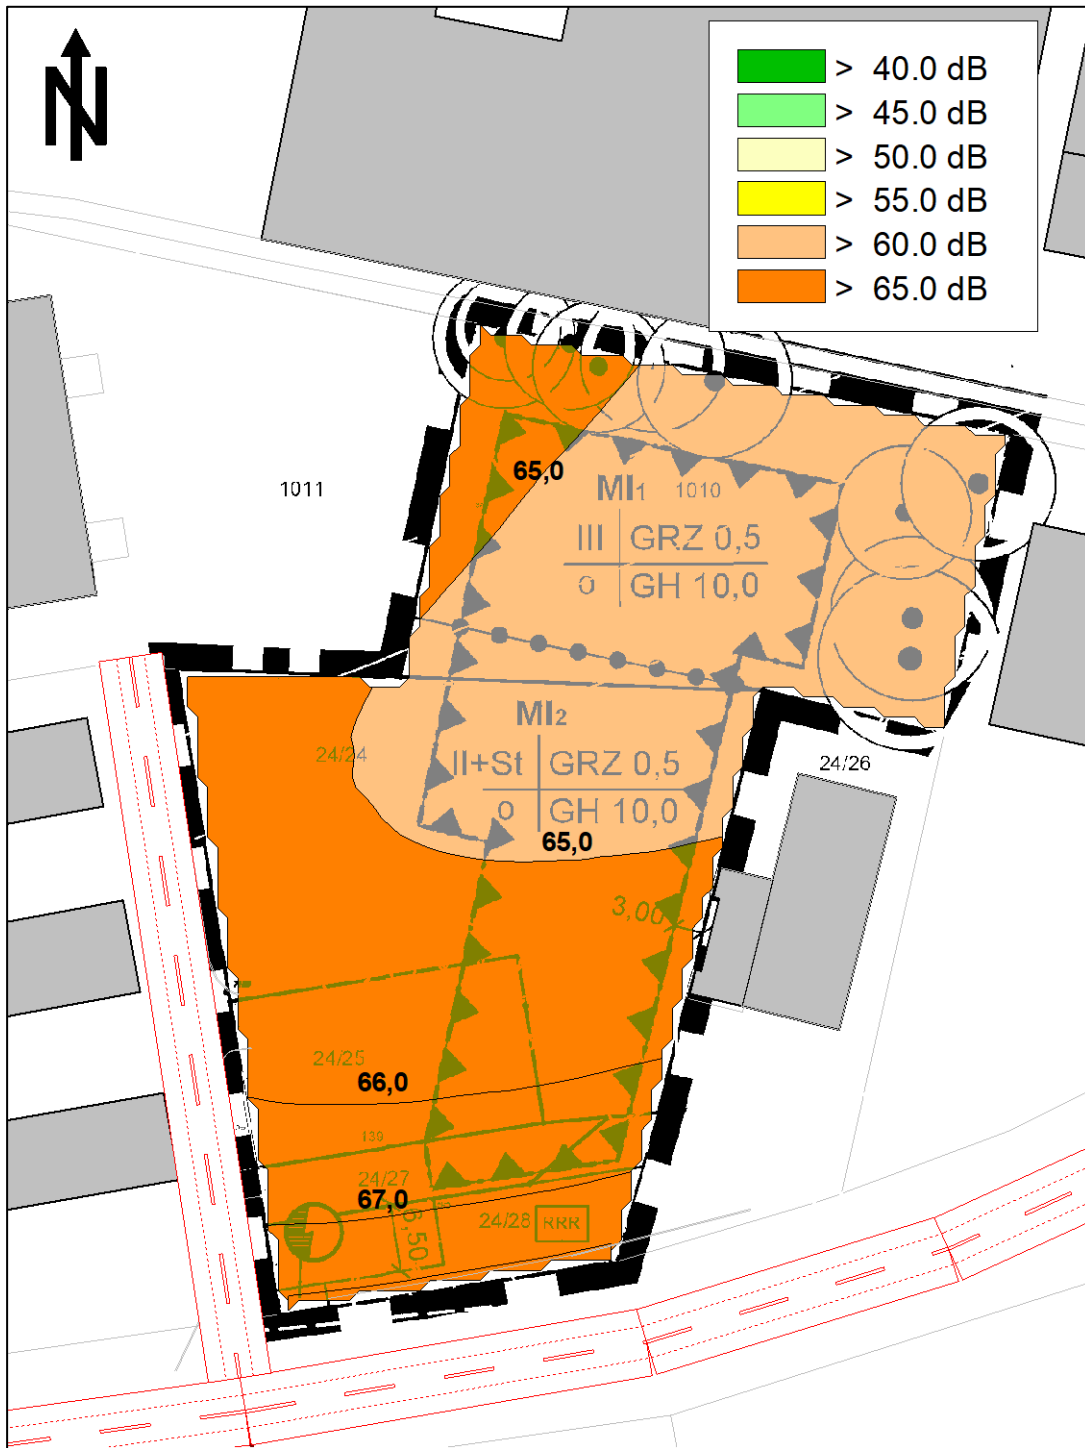 N
> 40.0 dB
> 45.0 dB
> 50.0 dB
> 55.0 dB
> 60.0 dB
> 65.0 dB
65,0
1011
MI1 1010
III GRZ 0,5
o GH 10,0
MI2
24/24
II+St GRZ 0,5
24/26
o GH 10,0
65,0
3,00
24/25
66,0
130
24/27
67,0
6,50
24/28 RRR